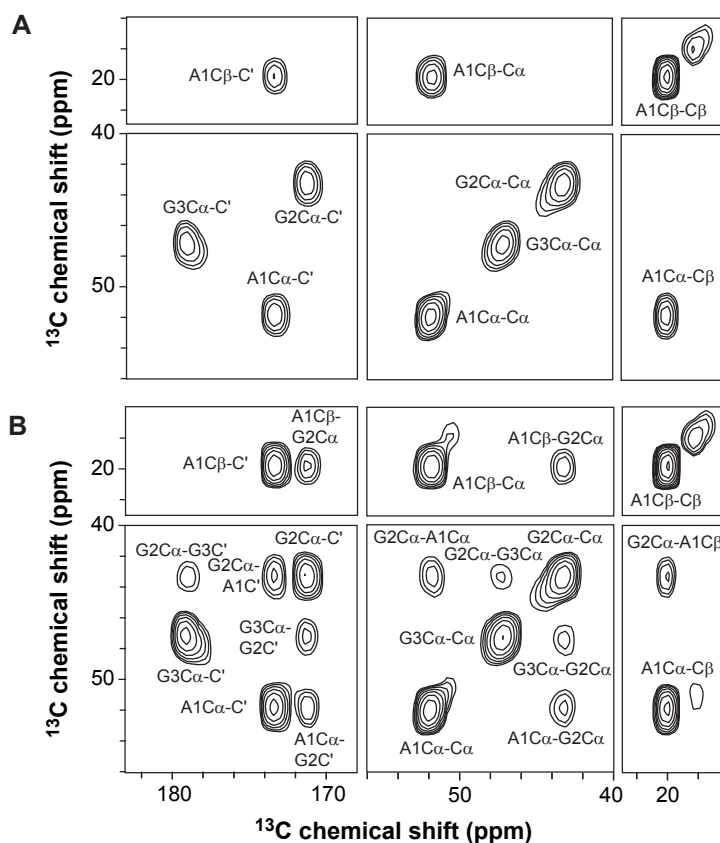 A
¹³C chemical shift (ppm)
20
40
50
A1Cβ-C'
A1Cβ-Cα
A1Cβ-Cβ
G3Cα-C'
G2Cα-C'
A1Cα-C'
G2Cα-Cα
G3Cα-Cα
A1Cα-Cα
A1Cα-Cβ
B
¹³C chemical shift (ppm)
20
40
50
A1Cβ-C'
A1Cβ-
G2Cα
A1Cβ-G2Cα
A1Cβ-Cα
A1Cβ-Cβ
G2Cα-G3C'
G2Cα-C'
G2Cα-
A1C'
G3Cα-
G2C'
G3Cα-C'
A1Cα-C'
A1Cα-
G2C'
G2Cα-A1Cα
G2Cα-Cα
G2Cα-G3Cα
G3Cα-Cα
G3Cα-G2Cα
A1Cα-Cα
A1Cα-G2Cα
G2Cα-A1Cβ
A1Cα-Cβ
180 170 50 40 20
¹³C chemical shift (ppm)